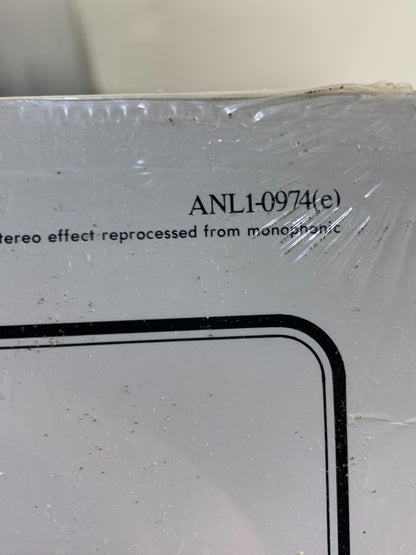 ANL1-0974(e)
tereo effect reprocessed from monophonic